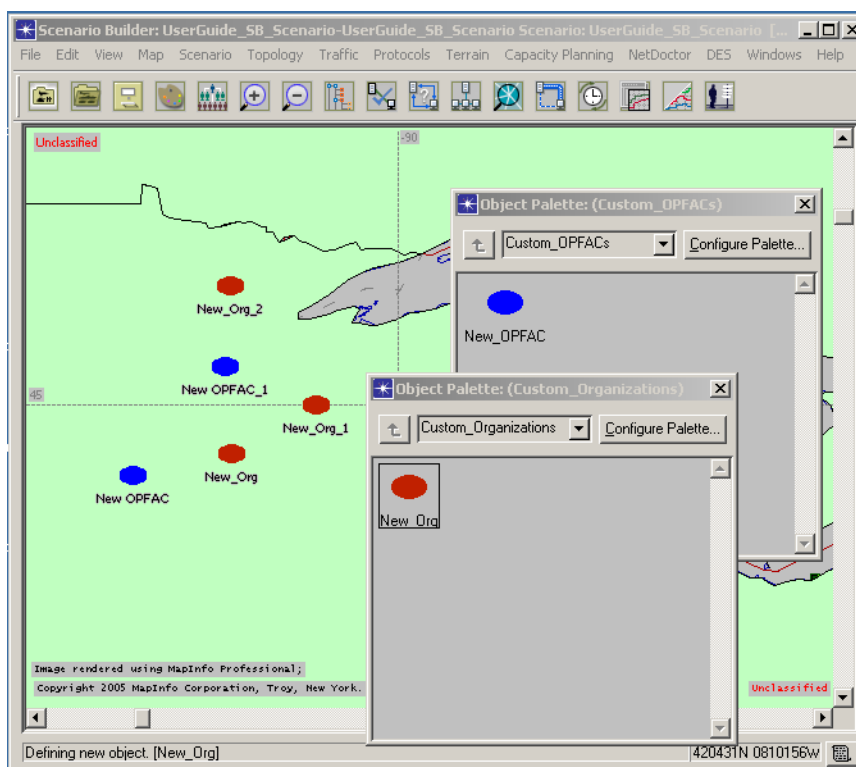 Scenario Builder: UserGuide_SB_Scenario-UserGuide_SB_Scenario Scenario: UserGuide_SB_Scenario [...
File Edit View Map Scenario Topology Traffic Protocols Terrain Capacity Planning NetDoctor DES Windows Help
Unclassified
-90
Object Palette: (Custom_OPFACs)
Custom_OPFACs
Configure Palette...
New_OPFAC
New_Org_2
New OPFAC_1
45
New_Org_1
New_Org
New OPFAC
Object Palette: (Custom_Organizations)
Custom_Organizations
Configure Palette...
New_Org
Image rendered using MapInfo Professional;
Copyright 2005 MapInfo Corporation, Troy, New York.
Unclassified
Defining new object. [New_Org]
420431N 0810156W